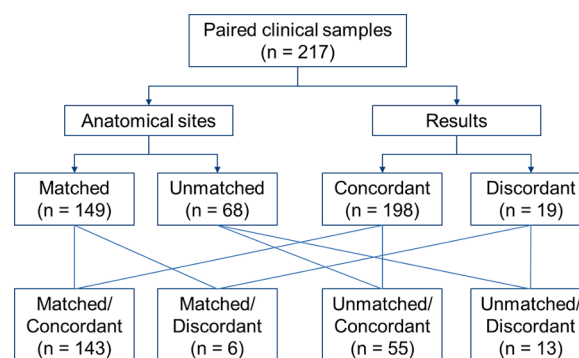 Paired clinical samples
(n = 217)
Anatomical sites
Results
Matched
(n = 149)
Unmatched
(n = 68)
Concordant
(n = 198)
Discordant
(n = 19)
Matched/
Concordant
(n = 143)
Matched/
Discordant
(n = 6)
Unmatched/
Concordant
(n = 55)
Unmatched/
Discordant
(n = 13)